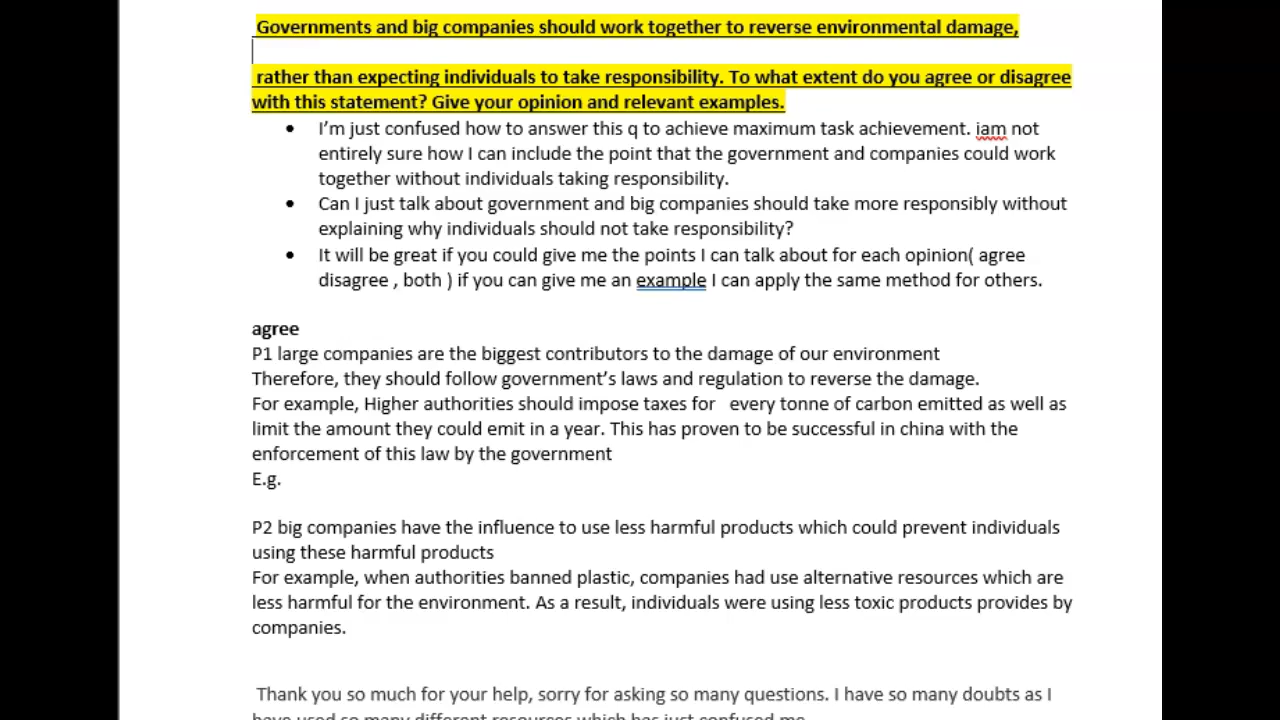 Governments and big companies should work together to reverse environmental damage,
rather than expecting individuals to take responsibility. To what extent do you agree or disagree
with this statement? Give your opinion and relevant examples.
• I'm just confused how to answer this q to achieve maximum task achievement. iam not
entirely sure how I can include the point that the government and companies could work
together without individuals taking responsibility.
• Can I just talk about government and big companies should take more responsibly without
explaining why individuals should not take responsibility?
• It will be great if you could give me the points I can talk about for each opinion( agree
disagree , both ) if you can give me an example I can apply the same method for others.
agree
P1 large companies are the biggest contributors to the damage of our environment
Therefore, they should follow government's laws and regulation to reverse the damage.
For example, Higher authorities should impose taxes for   every tonne of carbon emitted as well as
limit the amount they could emit in a year. This has proven to be successful in china with the
enforcement of this law by the government
E.g.
P2 big companies have the influence to use less harmful products which could prevent individuals
using these harmful products
For example, when authorities banned plastic, companies had use alternative resources which are
less harmful for the environment. As a result, individuals were using less toxic products provides by
companies.
Thank you so much for your help, sorry for asking so many questions. I have so many doubts as I
have used so many different resources which has just confused me